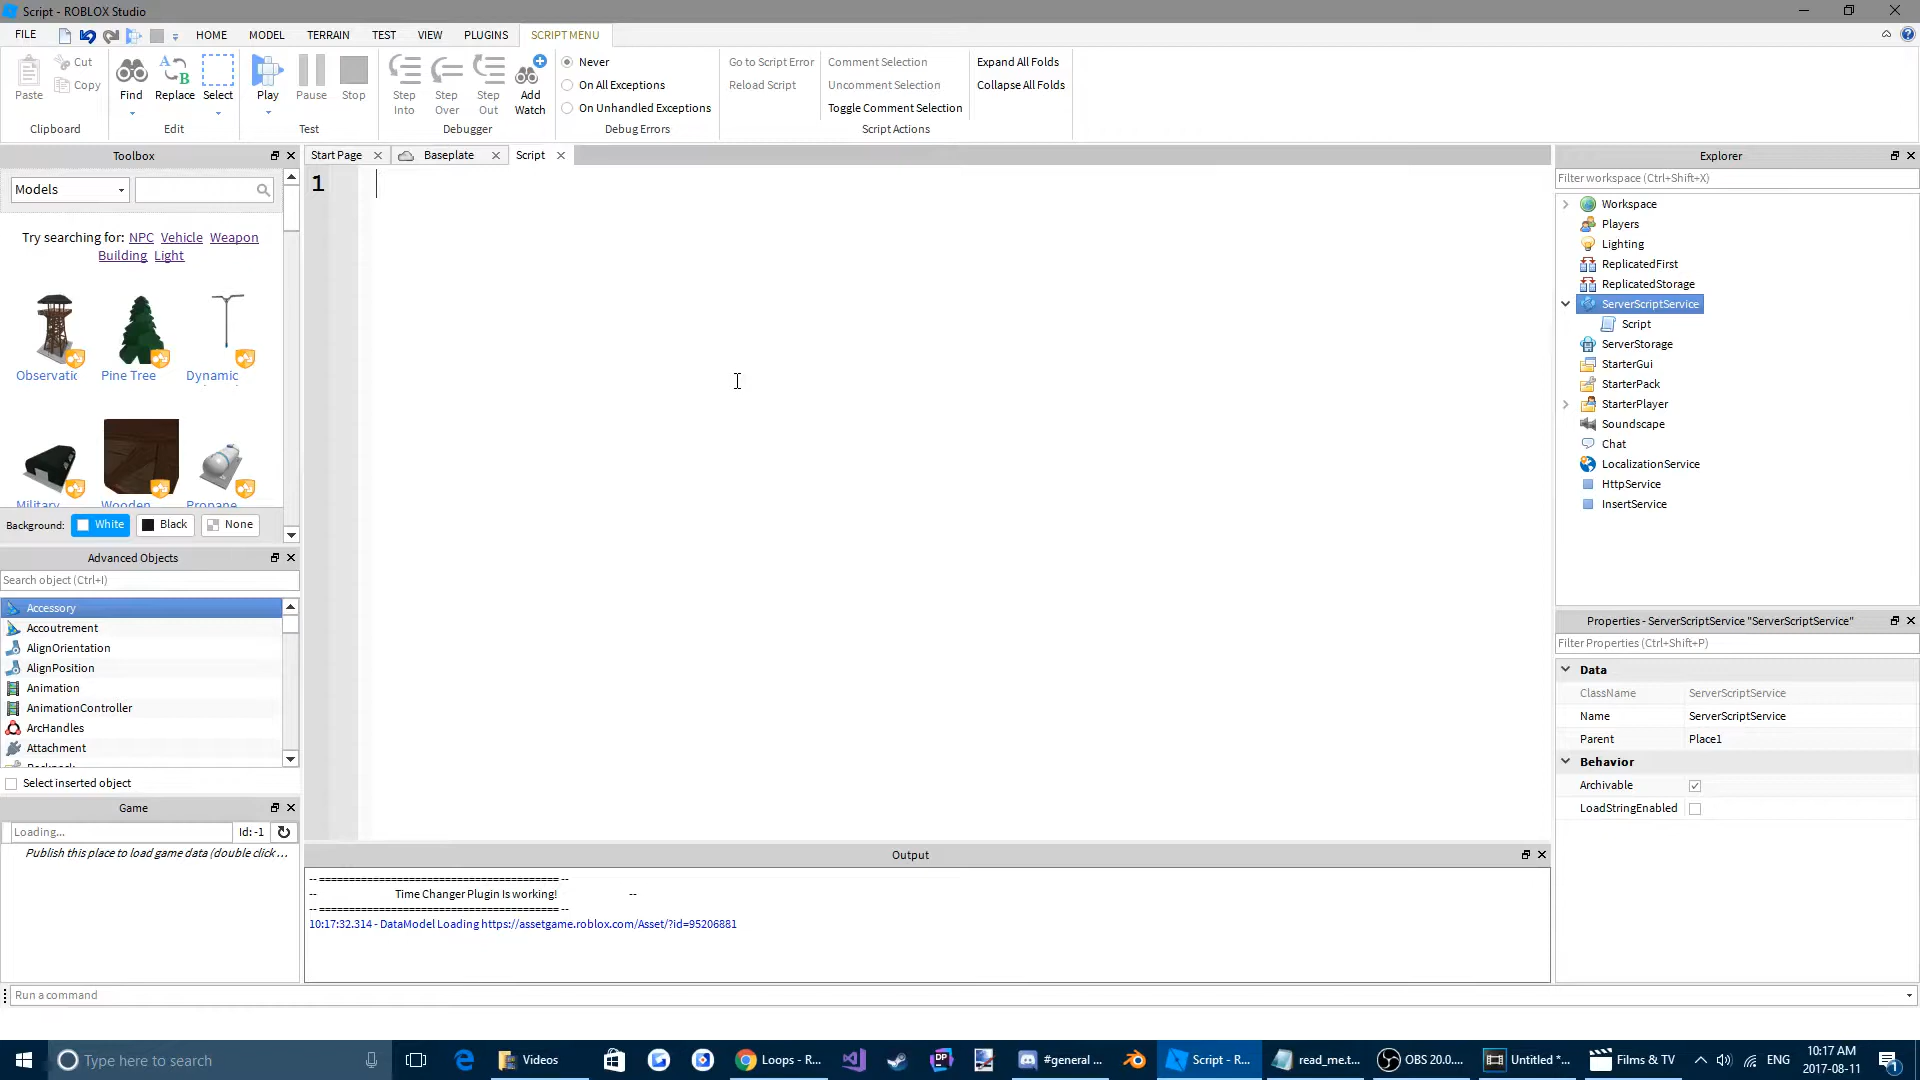 Script - ROBLOX Studio
FILE HOME MODEL TERRAIN TEST VIEW PLUGINS SCRIPT MENU
Paste Cut Copy Clipboard
Find Replace Select Edit
Play Pause Stop Test
Step Into Step Over Step Out Add Watch Debugger
Never
On All Exceptions
On Unhandled Exceptions
Debug Errors
Go to Script Error
Reload Script
Comment Selection
Uncomment Selection
Toggle Comment Selection
Expand All Folds
Collapse All Folds
Script Actions
Toolbox
Models
Try searching for: NPC Vehicle Weapon
Building Light
Observatic Pine Tree Dynamic
Military Wooden Propane
Background: White Black None
Advanced Objects
Search object (Ctrl+I)
Accessory
Accoutrement
AlignOrientation
AlignPosition
Animation
AnimationController
ArcHandles
Attachment
Select inserted object
Game
Loading... Id: -1
Publish this place to load game data (double click ...
Start Page Baseplate Script
1
Output
-- ======================================== --
-- Time Changer Plugin Is working! --
-- ======================================== --
10:17:32.314 - DataModel Loading https://assetgame.roblox.com/Asset/?id=95206881
Run a command
Explorer
Filter workspace (Ctrl+Shift+X)
Workspace
Players
Lighting
ReplicatedFirst
ReplicatedStorage
ServerScriptService
Script
ServerStorage
StarterGui
StarterPack
StarterPlayer
Soundscape
Chat
LocalizationService
HttpService
InsertService
Properties - ServerScriptService "ServerScriptService"
Filter Properties (Ctrl+Shift+P)
Data
ClassName ServerScriptService
Name ServerScriptService
Parent Place1
Behavior
Archivable
LoadStringEnabled
Type here to search
Videos
Loops - R...
#general ...
Script - R...
read_me.t...
OBS 20.0....
Untitled *...
Films & TV
ENG
10:17 AM
2017-08-11
1